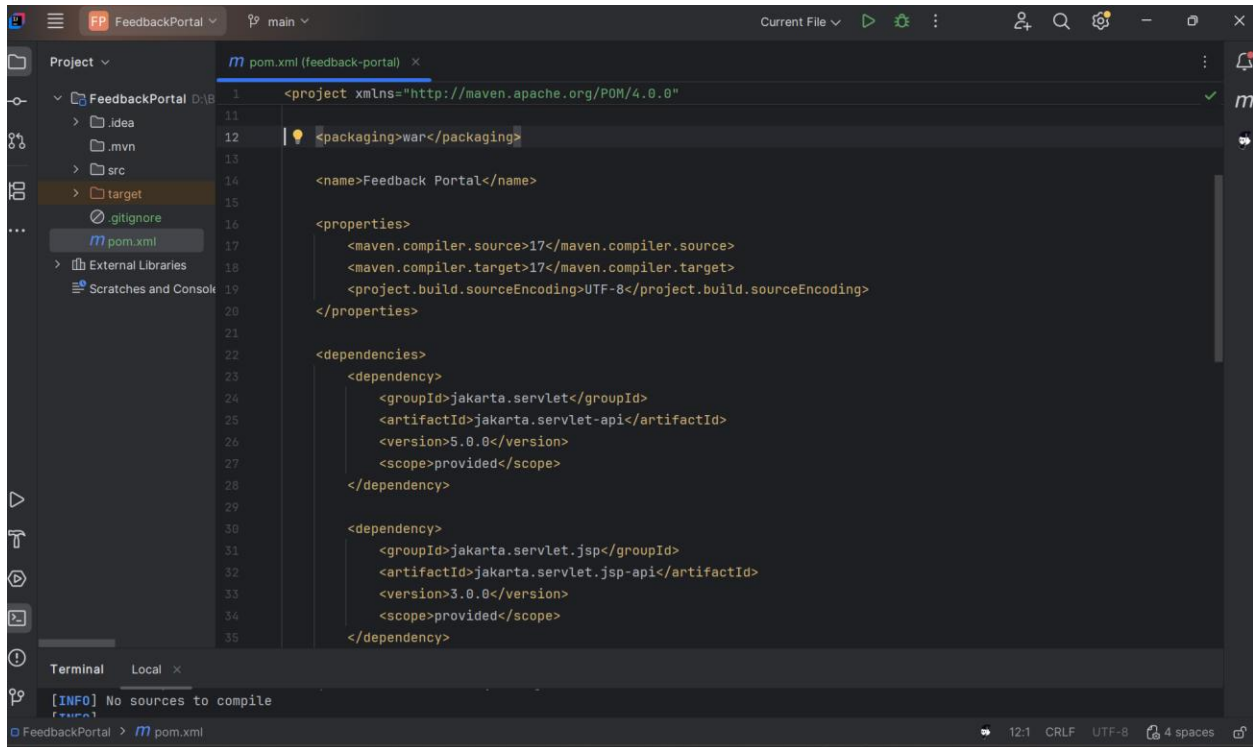 FP FeedbackPortal main Current File
Project
m pom.xml (feedback-portal)
FeedbackPortal D:\B
.idea
.mvn
src
target
.gitignore
m pom.xml
External Libraries
Scratches and Console
1 <project xmlns="http://maven.apache.org/POM/4.0.0"
11
12 <packaging>war</packaging>
13
14 <name>Feedback Portal</name>
15
16 <properties>
17 <maven.compiler.source>17</maven.compiler.source>
18 <maven.compiler.target>17</maven.compiler.target>
19 <project.build.sourceEncoding>UTF-8</project.build.sourceEncoding>
20 </properties>
21
22 <dependencies>
23 <dependency>
24 <groupId>jakarta.servlet</groupId>
25 <artifactId>jakarta.servlet-api</artifactId>
26 <version>5.0.0</version>
27 <scope>provided</scope>
28 </dependency>
29
30 <dependency>
31 <groupId>jakarta.servlet.jsp</groupId>
32 <artifactId>jakarta.servlet.jsp-api</artifactId>
33 <version>3.0.0</version>
34 <scope>provided</scope>
35 </dependency>
m
Terminal Local
[INFO] No sources to compile
[INFO]
FeedbackPortal > m pom.xml 12:1 CRLF UTF-8 4 spaces